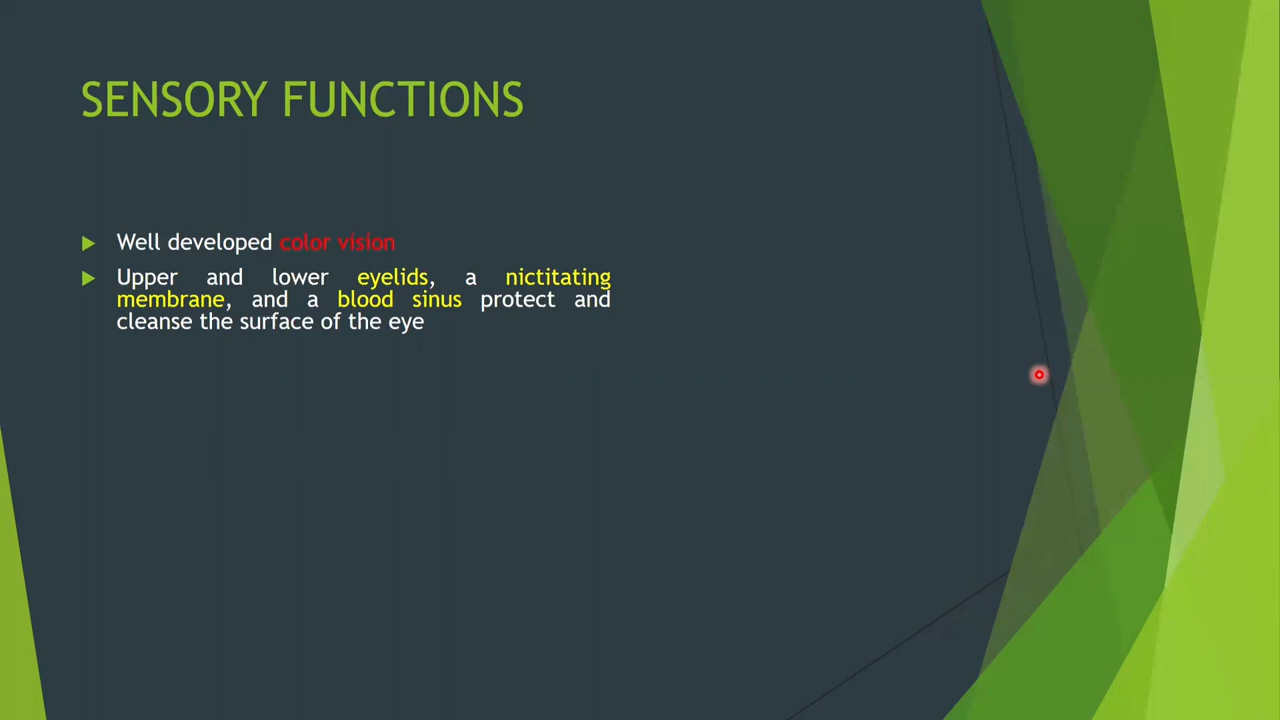 SENSORY FUNCTIONS
Well developed color vision
Upper and lower eyelids, a nictitating
membrane, and a blood sinus protect and
cleanse the surface of the eye